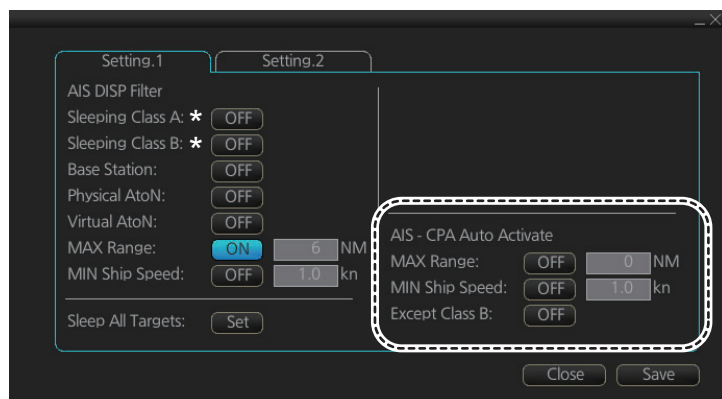 Setting.1
Setting.2
AIS DISP Filter
Sleeping Class A: * OFF
Sleeping Class B: * OFF
Base Station: OFF
Physical AtoN: OFF
Virtual AtoN: OFF
MAX Range: ON 6 NM
MIN Ship Speed: OFF 1.0 kn
Sleep All Targets: Set
AIS - CPA Auto Activate
MAX Range: OFF 0 NM
MIN Ship Speed: OFF 1.0 kn
Except Class B: OFF
Close
Save